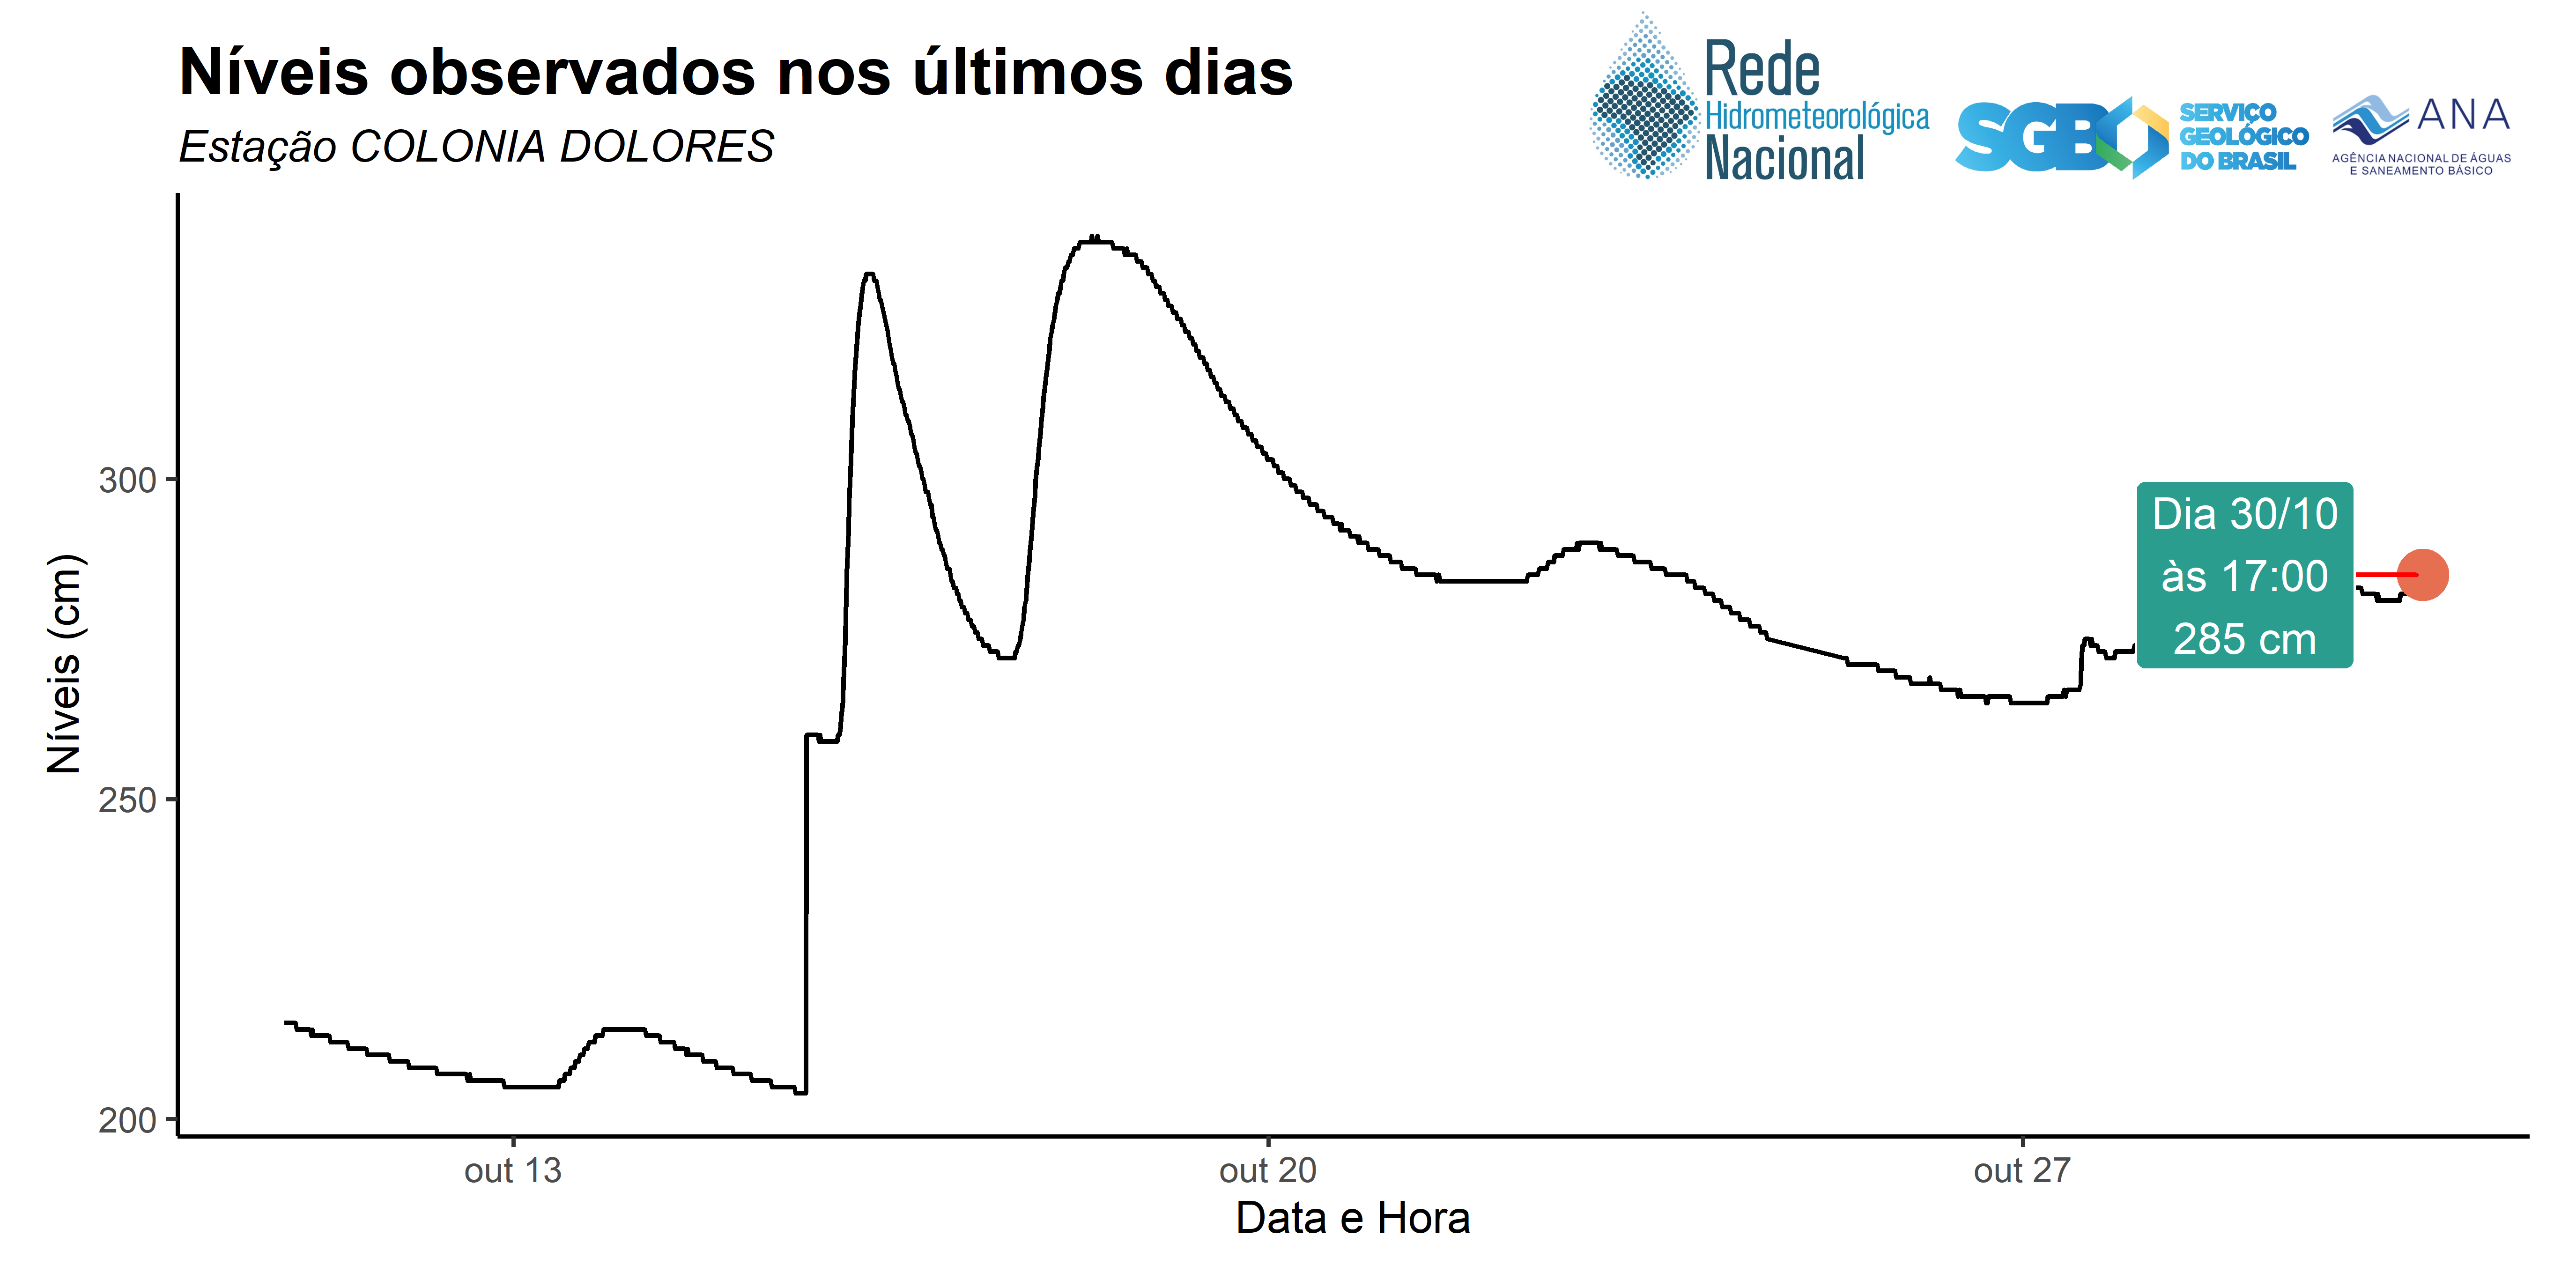 Níveis observados nos últimos dias
Estação COLONIA DOLORES
Rede
Hidrometeorológica
Nacional
SGB
SERVIÇO
GEOLÓGICO
DO BRASIL
ANA
AGÊNCIA NACIONAL DE ÁGUAS
E SANEAMENTO BÁSICO
Níveis (cm)
300
250
200
Dia 30/10
às 17:00
285 cm
out 13
out 20
out 27
Data e Hora